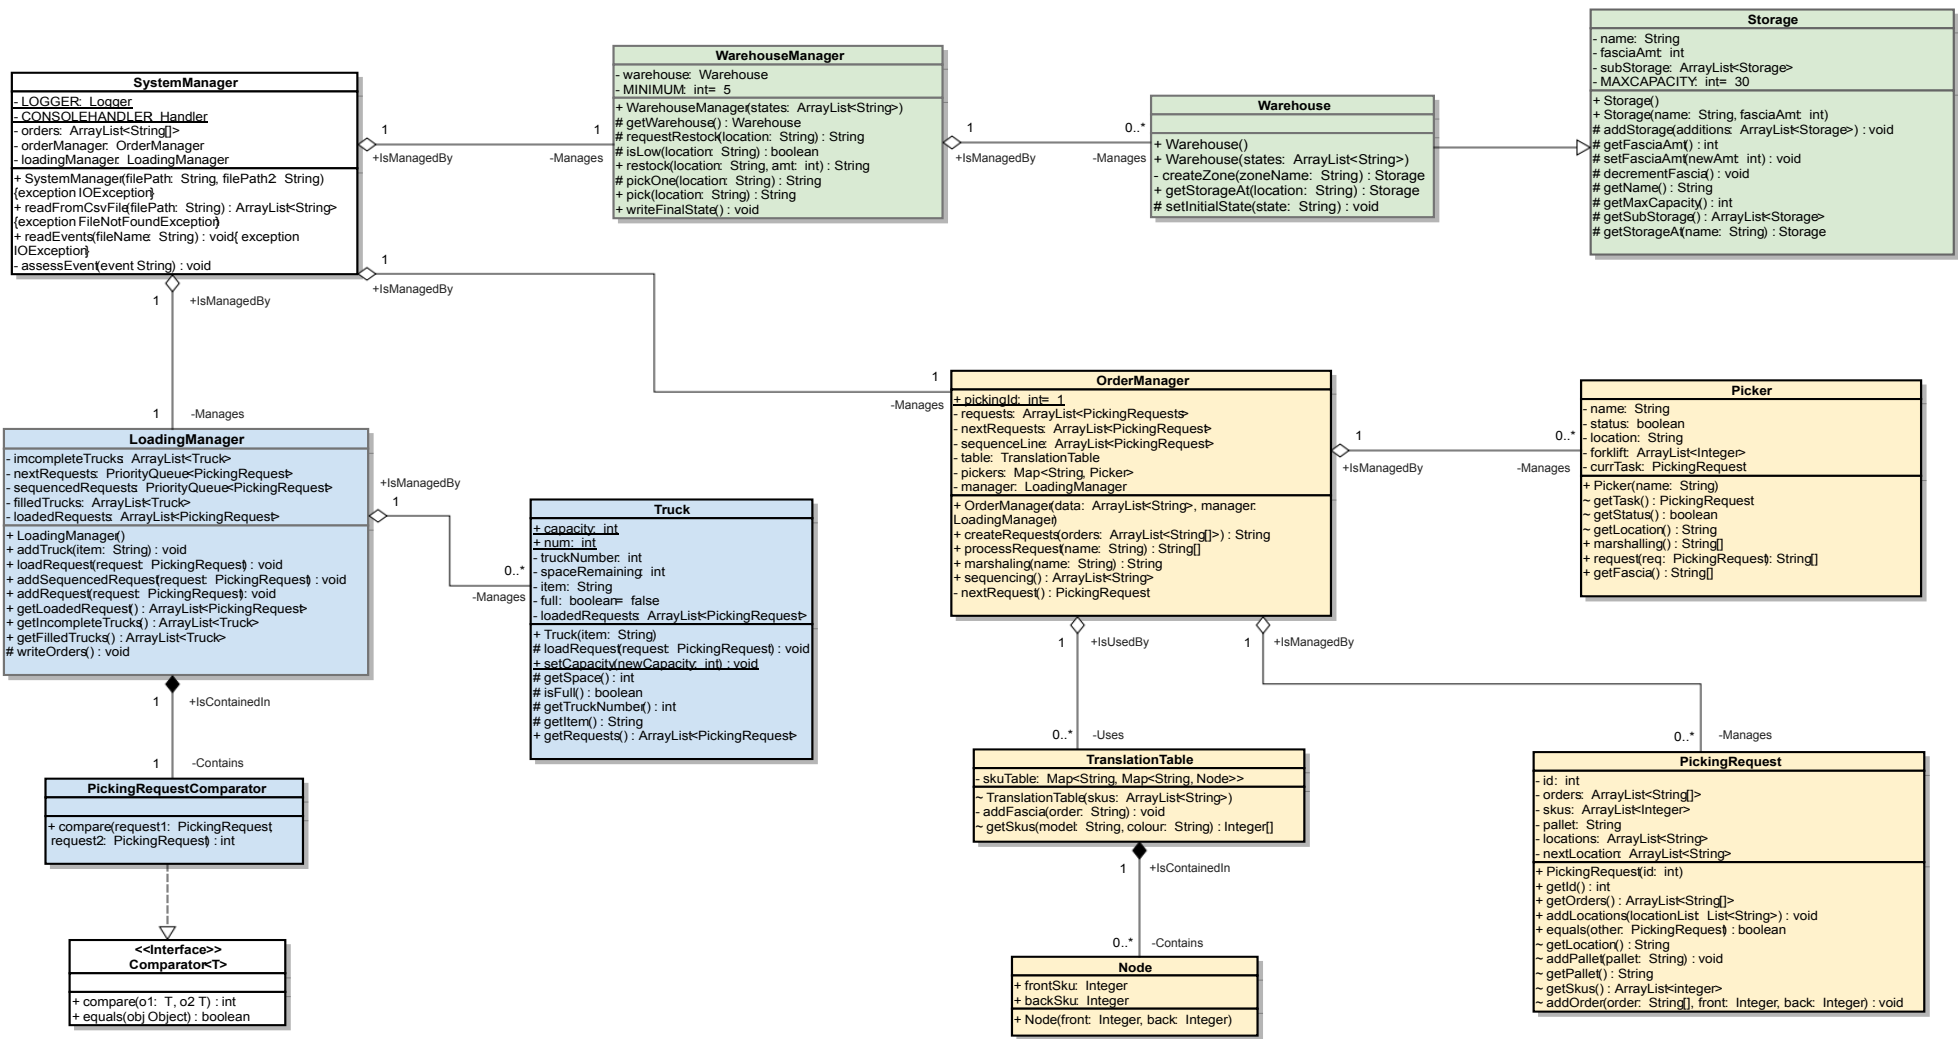 SystemManager
- LOGGER: Logger
- CONSOLEHANDLER: Handler
- orders: ArrayList<String[]>
- orderManager: OrderManager
- loadingManager: LoadingManager
+ SystemManager(filePath: String, filePath2: String)
{exception IOException}
+ readFromCsvFile(filePath: String) : ArrayList<String>
{exception FileNotFoundException}
+ readEvents(fileName: String) : void{ exception
IOException}
- assessEvent(event String) : void
1
+IsManagedBy
1
-Manages
WarehouseManager
- warehouse: Warehouse
- MINIMUM: int= 5
+ WarehouseManager(states: ArrayList<String>)
# getWarehouse() : Warehouse
# requestRestock(location: String) : String
# isLow(location: String) : boolean
+ restock(location: String, amt: int) : String
# pickOne(location: String) : String
+ pick(location: String) : String
+ writeFinalState() : void
1
+IsManagedBy
0..*
-Manages
Warehouse
+ Warehouse()
+ Warehouse(states: ArrayList<String>)
- createZone(zoneName: String) : Storage
+ getStorageAt(location: String) : Storage
# setInitialState(state: String) : void
Storage
- name: String
- fasciaAmt: int
- subStorage: ArrayList<Storage>
- MAXCAPACITY: int= 30
+ Storage()
+ Storage(name: String, fasciaAmt: int)
# addStorage(additions: ArrayList<Storage>) : void
# getFasciaAmt() : int
# setFasciaAmt(newAmt: int) : void
# decrementFascia() : void
# getName() : String
# getMaxCapacity() : int
# getSubStorage() : ArrayList<Storage>
# getStorageAt(name: String) : Storage
1
+IsManagedBy
1
-Manages
1
+IsManagedBy
1
-Manages
LoadingManager
- imcompleteTrucks: ArrayList<Truck>
- nextRequests: PriorityQueue<PickingRequest>
- sequencedRequests: PriorityQueue<PickingRequest>
- filledTrucks: ArrayList<Truck>
- loadedRequests: ArrayList<PickingRequest>
+ LoadingManager()
+ addTruck(item: String) : void
+ loadRequest(request: PickingRequest) : void
+ addSequencedRequest(request: PickingRequest) : void
+ addRequest(request: PickingRequest): void
+ getLoadedRequest() : ArrayList<PickingRequest>
+ getIncompleteTrucks() : ArrayList<Truck>
+ getFilledTrucks() : ArrayList<Truck>
# writeOrders() : void
+IsManagedBy
1
0..*
-Manages
Truck
+ capacity: int
+ num: int
- truckNumber: int
- spaceRemaining: int
- item: String
- full: boolean= false
- loadedRequests: ArrayList<PickingRequest>
+ Truck(item: String)
# loadRequest(request: PickingRequest) : void
+ setCapacity(newCapacity: int) : void
# getSpace() : int
# isFull() : boolean
# getTruckNumber() : int
# getItem() : String
+ getRequests() : ArrayList<PickingRequest>
1
+IsContainedIn
1
-Contains
PickingRequestComparator
+ compare(request1: PickingRequest,
request2: PickingRequest) : int
<<Interface>>
Comparator<T>
+ compare(o1: T, o2 T) : int
+ equals(obj Object) : boolean
OrderManager
+ pickingId: int= 1
- requests: ArrayList<PickingRequests>
- nextRequests: ArrayList<PickingRequest>
- sequenceLine: ArrayList<PickingRequest>
- table: TranslationTable
- pickers: Map<String, Picker>
- manager: LoadingManager
+ OrderManager(data: ArrayList<String>, manager:
LoadingManager)
+ createRequests(orders: ArrayList<String[]>) : String
+ processRequest(name: String) : String[]
+ marshaling(name: String) : String
+ sequencing() : ArrayList<String>
- nextRequest() : PickingRequest
1
+IsManagedBy
0..*
-Manages
Picker
- name: String
- status: boolean
- location: String
- forklift: ArrayList<Integer>
- currTask: PickingRequest
+ Picker(name: String)
~ getTask() : PickingRequest
~ getStatus() : boolean
~ getLocation() : String
+ marshalling() : String[]
+ request(req: PickingRequest): String[]
+ getFascia() : String[]
1
+IsUsedBy
0..*
-Uses
1
+IsManagedBy
0..*
-Manages
TranslationTable
- skuTable: Map<String, Map<String, Node>>
~ TranslationTable(skus: ArrayList<String>)
- addFascia(order: String) : void
~ getSkus(model: String, colour: String) : Integer[]
1
+IsContainedIn
0..*
-Contains
Node
+ frontSku: Integer
+ backSku: Integer
+ Node(front: Integer, back: Integer)
PickingRequest
- id: int
- orders: ArrayList<String[]>
- skus: ArrayList<Integer>
- pallet: String
- locations: ArrayList<String>
- nextLocation: ArrayList<String>
+ PickingRequest(id: int)
+ getId() : int
+ getOrders() : ArrayList<String[]>
+ addLocations(locationList: List<String>) : void
+ equals(other: PickingRequest) : boolean
~ getLocation() : String
~ addPallet(pallet: String) : void
~ getPallet() : String
~ getSkus() : ArrayList<integer>
~ addOrder(order: String[], front: Integer, back: Integer) : void